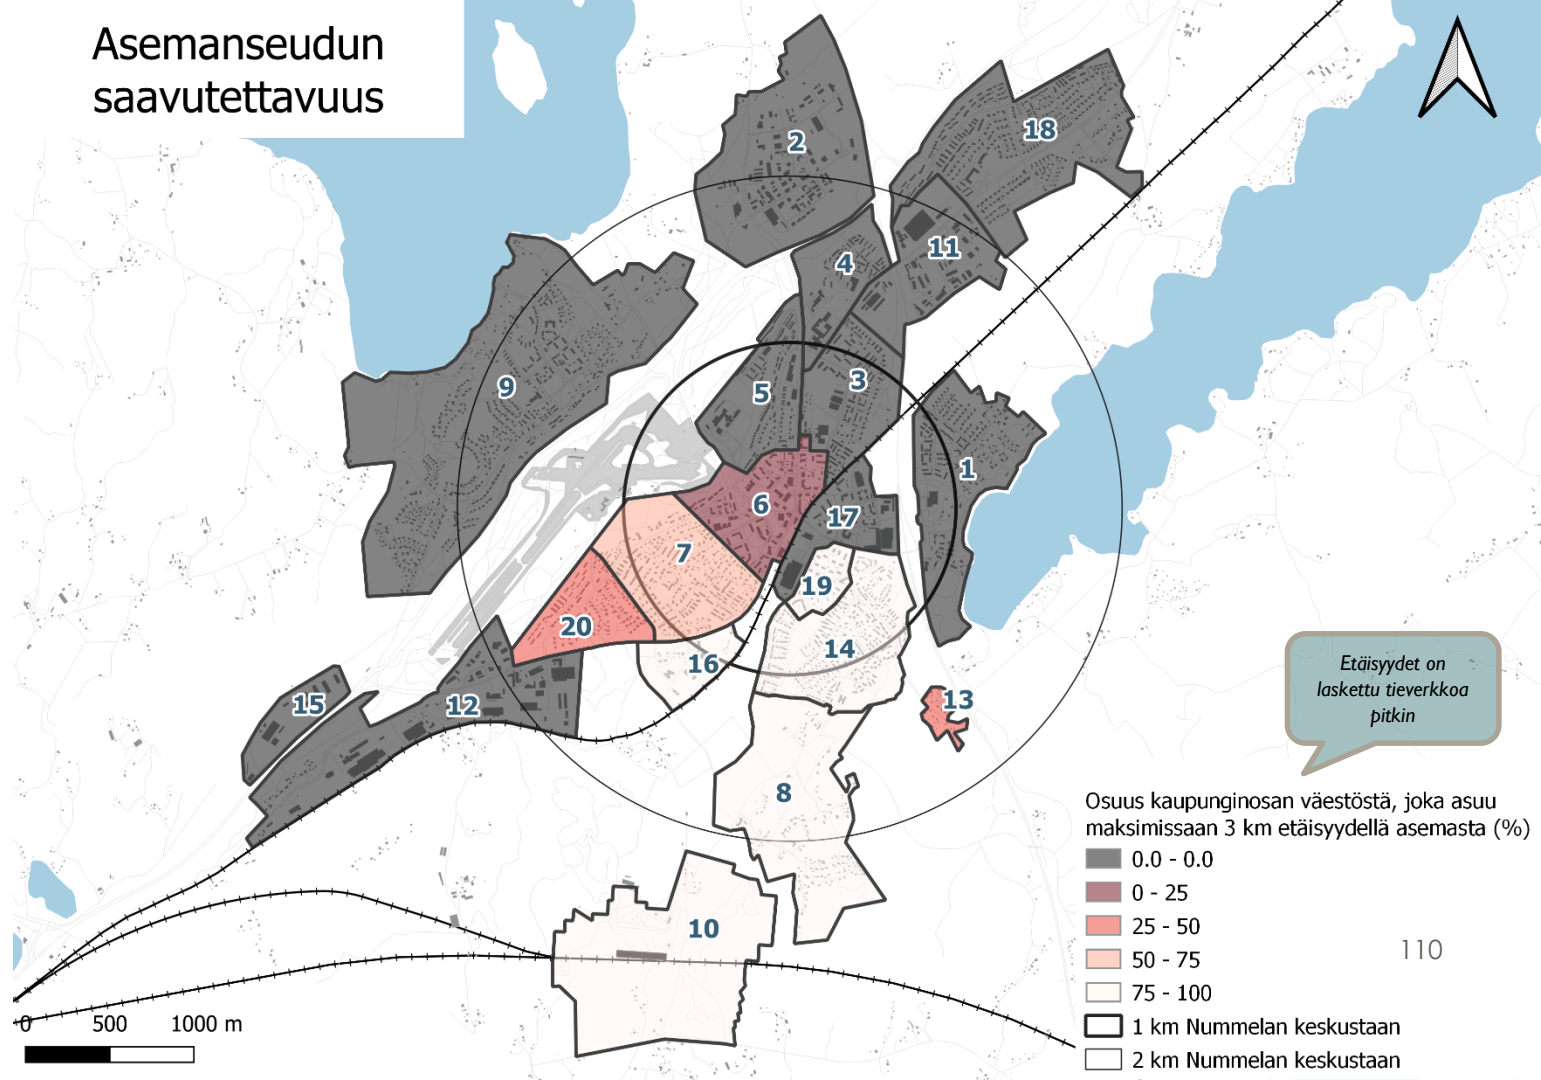 Asemanseudun
saavutettavuus
2
18
4
11
9
5
3
1
6
17
7
19
20
14
16
15
12
13
8
10
Etäisyydet on
laskettu tieverkkoa
pitkin
Osuus kaupunginosan väestöstä, joka asuu
maksimissaan 3 km etäisyydellä asemasta (%)
0.0 - 0.0
0 - 25
25 - 50
50 - 75
75 - 100
1 km Nummelan keskustaan
2 km Nummelan keskustaan
110
0 500 1000 m